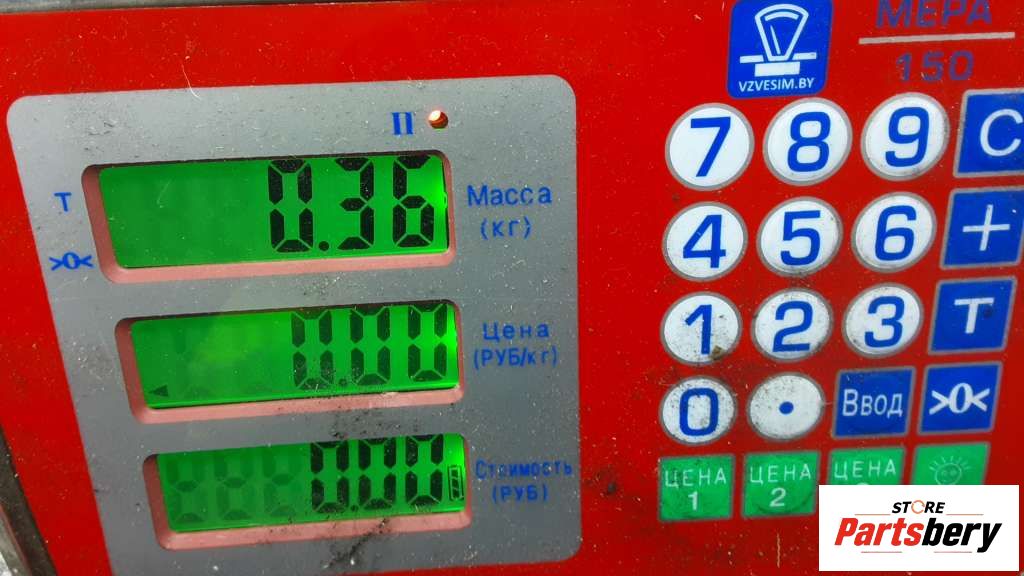 II
T
>0<
0.36
Масса
(кг)
0.00
Цена
(РУБ/кг)
0.00
Стоимость
(РУБ)
VZVESIM.BY
МЕРА
150
7 8 9 C
4 5 6 +
1 2 3 T
0 . Ввод >0<
ЦЕНА 1
ЦЕНА 2
ЦЕНА
STORE
Partsbery